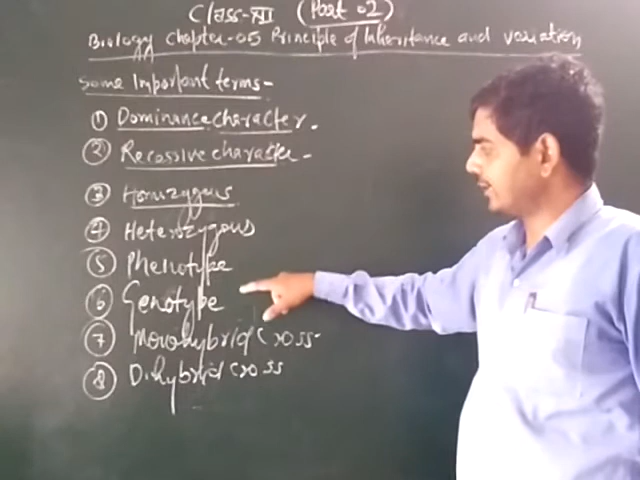 Class-XII (Part 02)
Biology Chapter-05 Principle of Inheritance and variation
Some Important terms-
① Dominance character.
② Recessive character-
③ Homozygous
④ Heterozygous
⑤ Phenotype
⑥ Genotype
⑦ Monohybrid Cross-
⑧ Dihybrid cross